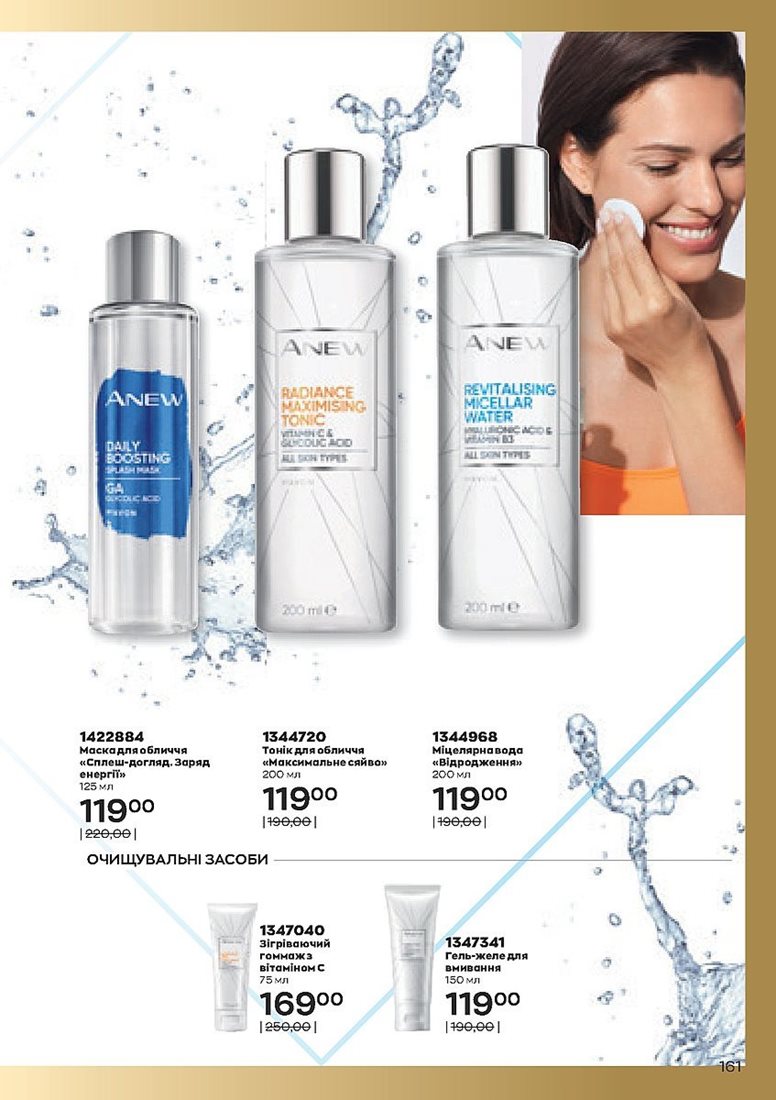 ANEW
DAILY
BOOSTING
SPLASH MASK
GA
GLYCOLIC ACID
AVON
ANEW
RADIANCE
MAXIMISING
TONIC
VITAMIN C &
GLYCOLIC ACID
ALL SKIN TYPES
AVON
200 ml e
ANEW
REVITALISING
MICELLAR
WATER
HYALURONIC ACID &
VITAMIN B3
ALL SKIN TYPES
AVON
200 ml e
1422884
Маска для обличчя
«Сплеш-догляд. Заряд
енергії»
125 мл
11900
|220,00|
1344720
Тонік для обличчя
«Максимальне сяйво»
200 мл
11900
|190,00|
1344968
Міцелярна вода
«Відродження»
200 мл
11900
|190,00|
ОЧИЩУВАЛЬНІ ЗАСОБИ
1347040
Зігріваючий
гоммаж з
вітаміном С
75 мл
16900
|250,00|
1347341
Гель-желе для
вмивання
150 мл
11900
|190,00|
161